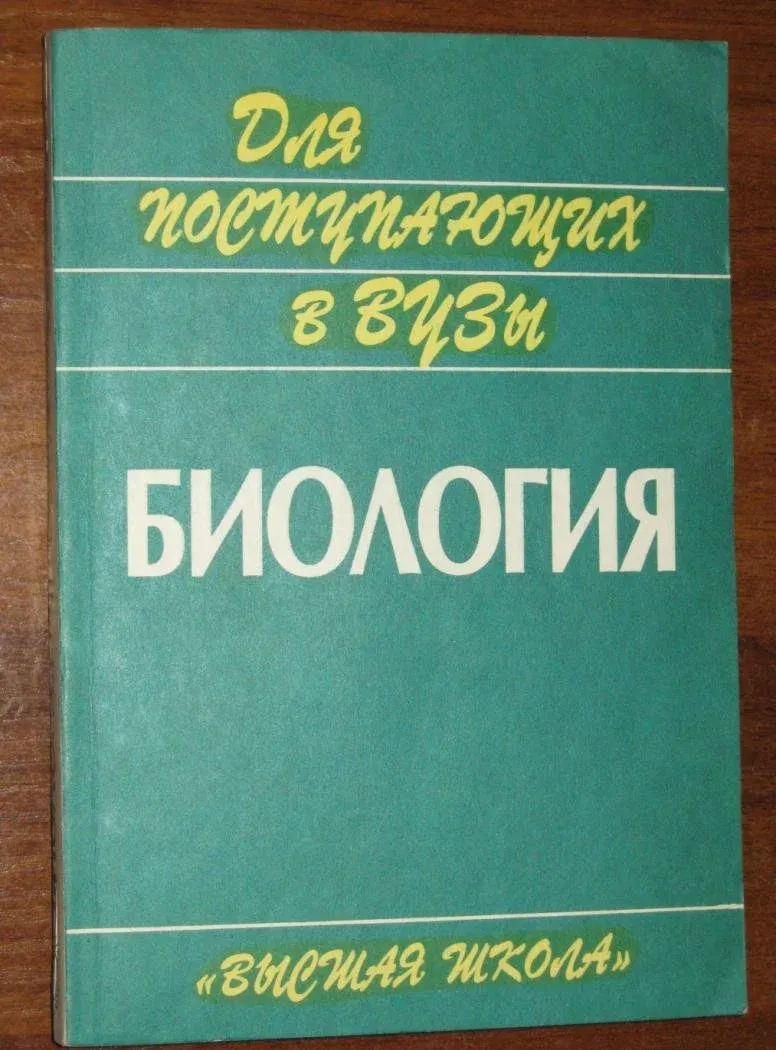 Для
поступающих
в ВУЗы
БИОЛОГИЯ
«ВЫСШАЯ ШКОЛА»